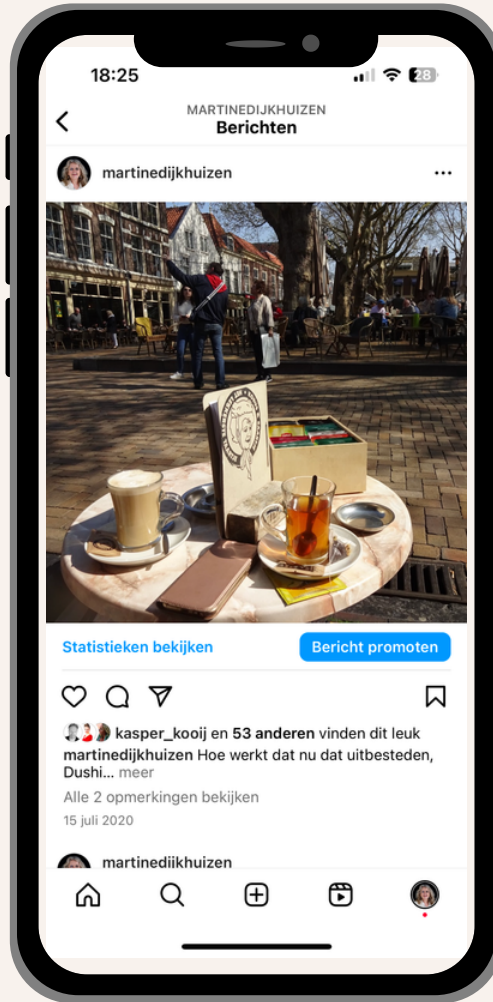 18:25
28
MARTINEDIJKHUIZEN
Berichten
martinedijkhuizen
Statistieken bekijken
Bericht promoten
kasper_kooij en 53 anderen vinden dit leuk
martinedijkhuizen Hoe werkt dat nu dat uitbesteden,
Dushi... meer
Alle 2 opmerkingen bekijken
15 juli 2020
martinedijkhuizen